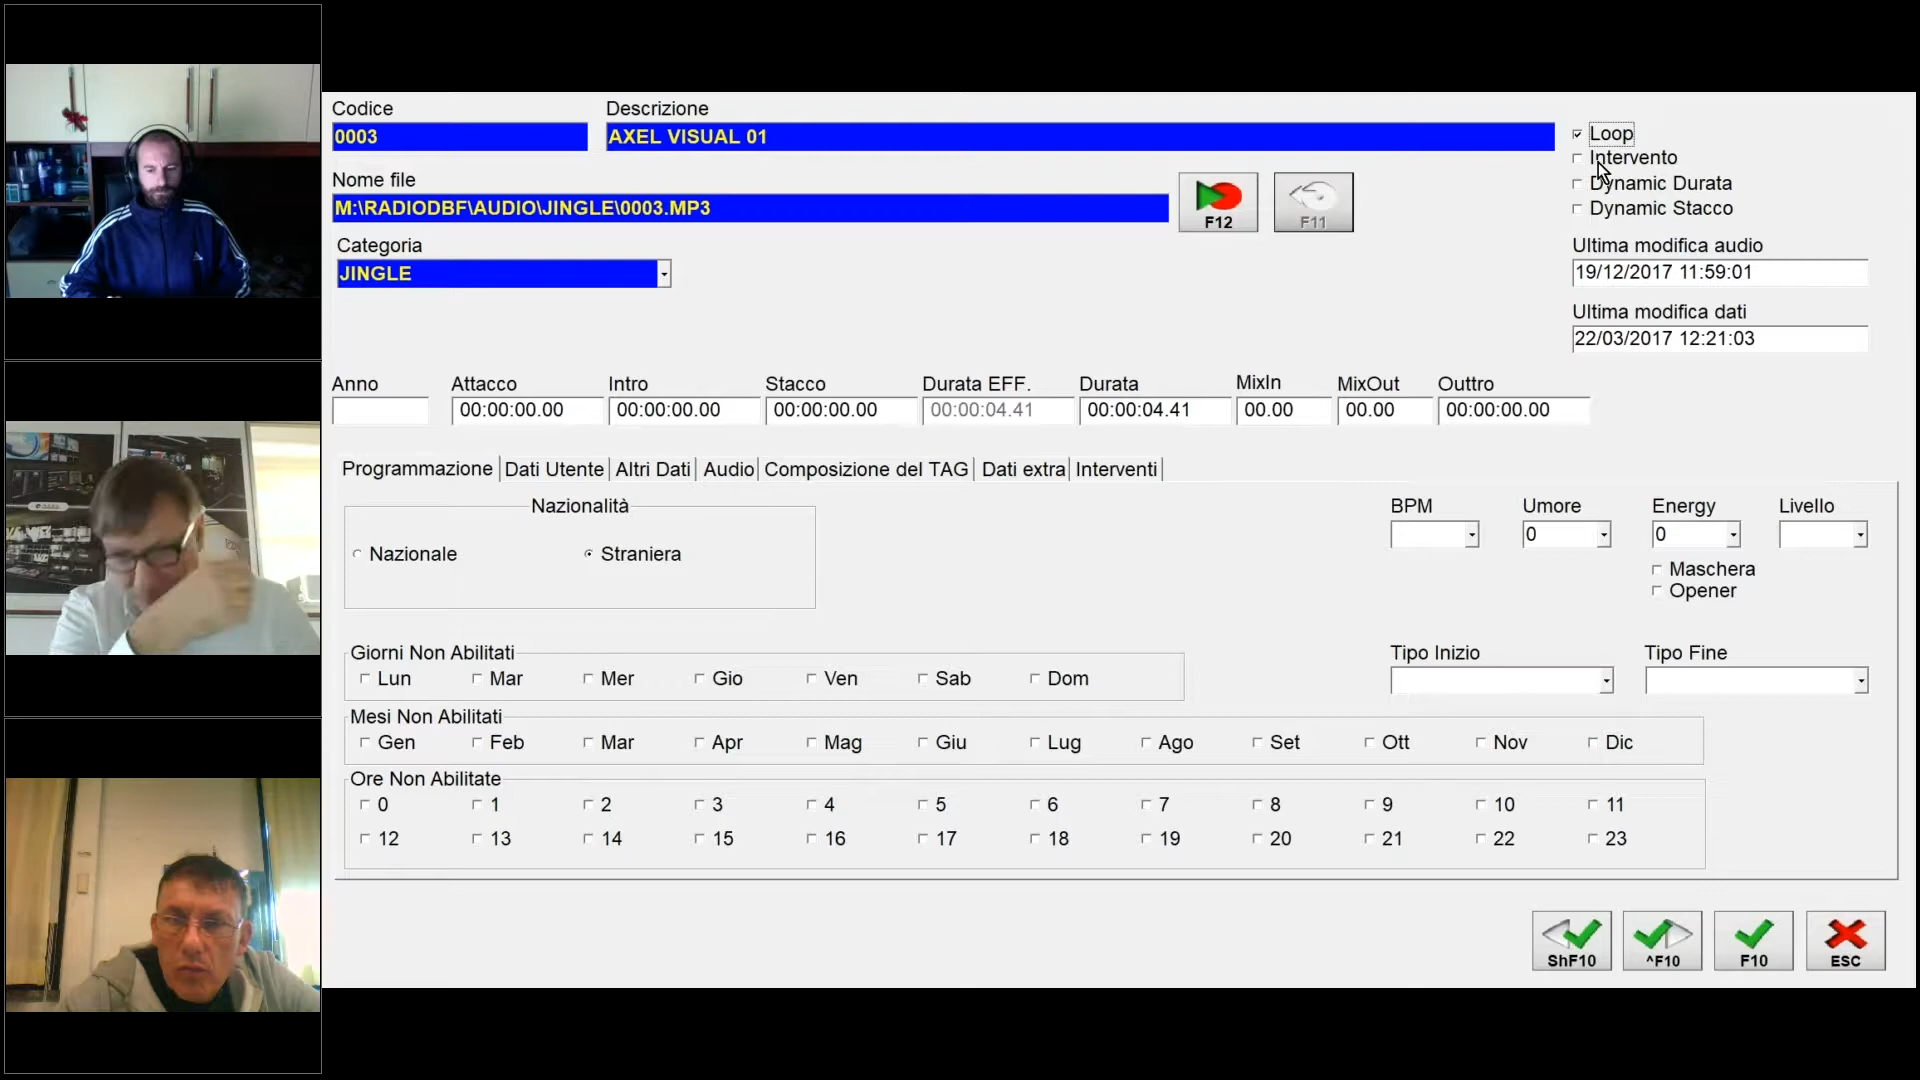 Codice
Descrizione
0003
AXEL VISUAL 01
Loop
Intervento
Dynamic Durata
Dynamic Stacco
Nome file
M:\RADIODBF\AUDIO\JINGLE\0003.MP3
F12
F11
Categoria
JINGLE
Ultima modifica audio
19/12/2017 11:59:01
Ultima modifica dati
22/03/2017 12:21:03
Anno
Attacco
Intro
Stacco
Durata EFF.
Durata
MixIn
MixOut
Outtro
00:00:00.00
00:00:00.00
00:00:00.00
00:00:04.41
00:00:04.41
00.00
00.00
00:00:00.00
Programmazione
Dati Utente
Altri Dati
Audio
Composizione del TAG
Dati extra
Interventi
Nazionalità
Nazionale
Straniera
BPM
Umore
Energy
Livello
0
0
Maschera
Opener
Giorni Non Abilitati
Lun
Mar
Mer
Gio
Ven
Sab
Dom
Tipo Inizio
Tipo Fine
Mesi Non Abilitati
Gen
Feb
Mar
Apr
Mag
Giu
Lug
Ago
Set
Ott
Nov
Dic
Ore Non Abilitate
0
1
2
3
4
5
6
7
8
9
10
11
12
13
14
15
16
17
18
19
20
21
22
23
ShF10
^F10
F10
ESC